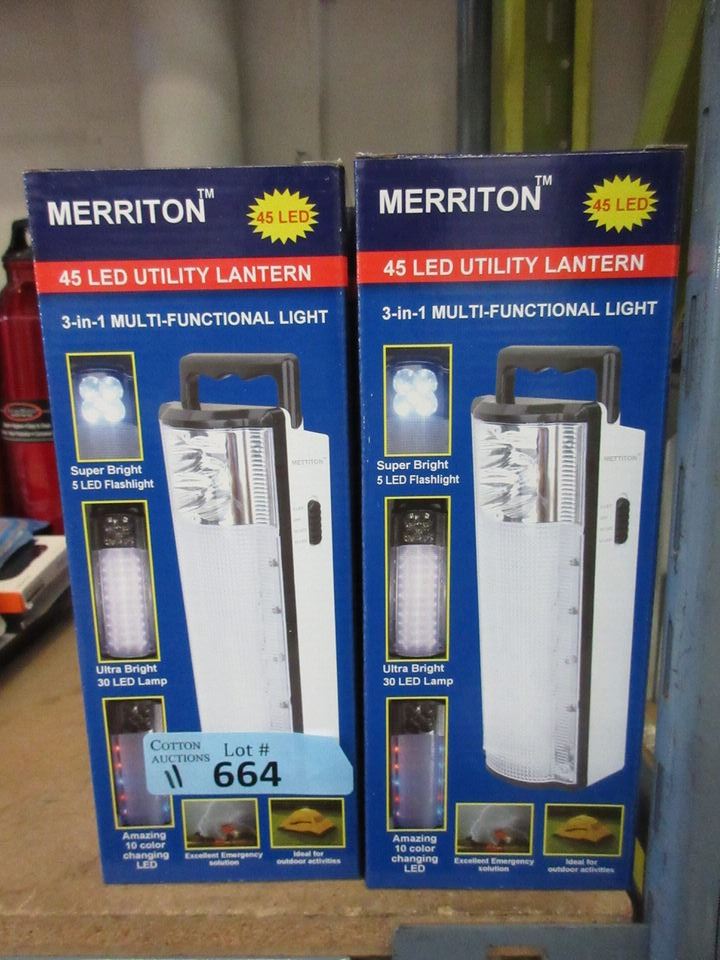 MERRITON™
45 LED
45 LED UTILITY LANTERN
3-in-1 MULTI-FUNCTIONAL LIGHT
Super Bright
5 LED Flashlight
METTITON™
Ultra Bright
30 LED Lamp
COTTON
AUCTIONS
Lot #
11 664
Amazing
10 color
changing
LED
Excellent Emergency
solution
Ideal for
outdoor activities
MERRITON™
45 LED
45 LED UTILITY LANTERN
3-in-1 MULTI-FUNCTIONAL LIGHT
Super Bright
5 LED Flashlight
METTITON™
Ultra Bright
30 LED Lamp
Amazing
10 color
changing
LED
Excellent Emergency
solution
Ideal for
outdoor activities